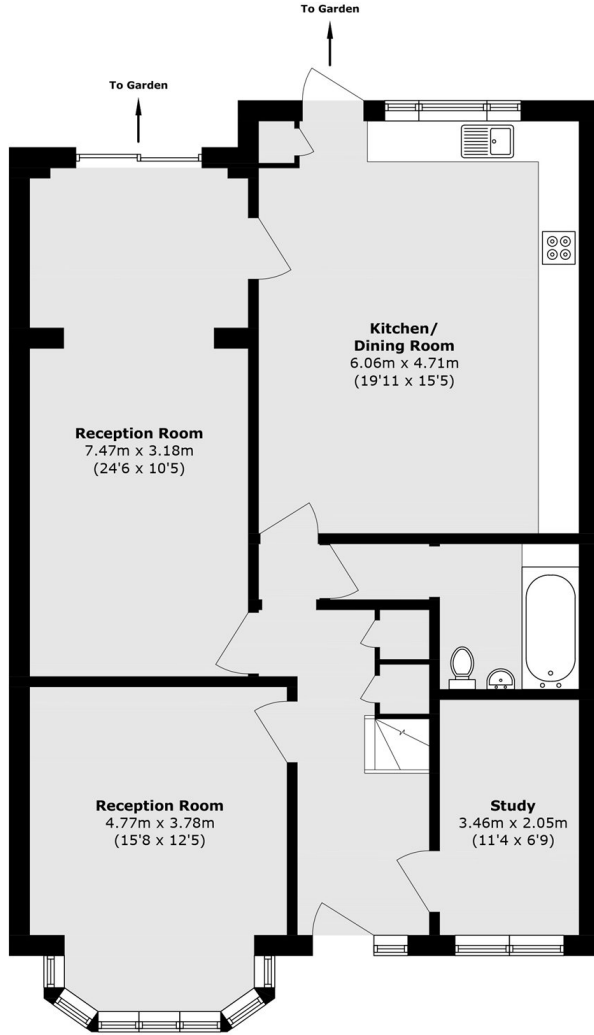 To Garden
To Garden
Kitchen/
Dining Room
6.06m x 4.71m
(19'11 x 15'5)
Reception Room
7.47m x 3.18m
(24'6 x 10'5)
Reception Room
4.77m x 3.78m
(15'8 x 12'5)
Study
3.46m x 2.05m
(11'4 x 6'9)